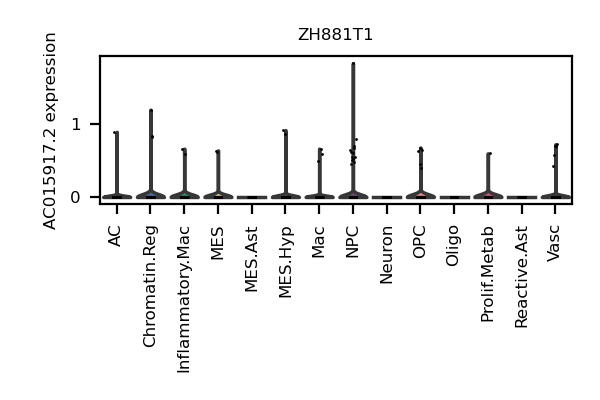 ZH881T1
AC015917.2 expression
1
0
AC
Chromatin.Reg
Inflammatory.Mac
MES
MES.Ast
MES.Hyp
Mac
NPC
Neuron
OPC
Oligo
Prolif.Metab
Reactive.Ast
Vasc